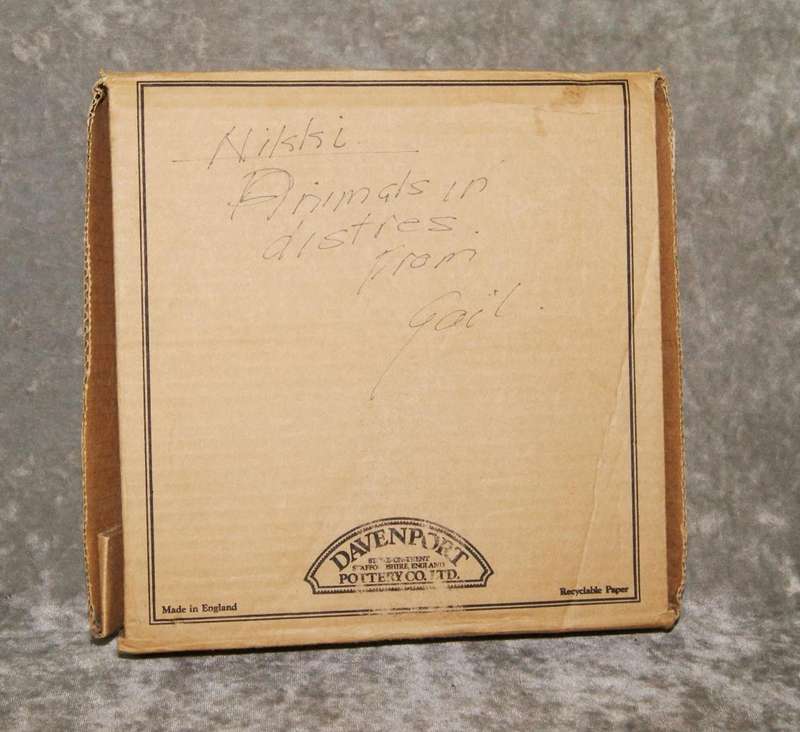 Nikki
Animals in
distres.
From
Gail.
DAVENPORT
STOKE-ON-TRENT
STAFFORDSHIRE, ENGLAND
POTTERY CO. LTD.
Made in England
Recyclable Paper